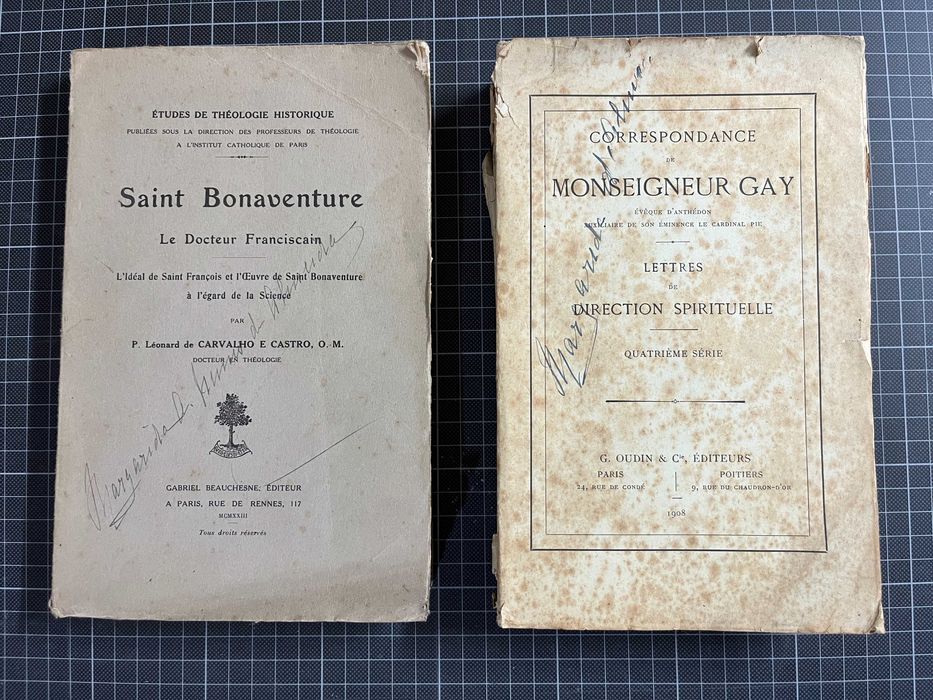 ÉTUDES DE THÉOLOGIE HISTORIQUE
PUBLIÉES SOUS LA DIRECTION DES PROFESSEURS DE THÉOLOGIE
A L'INSTITUT CATHOLIQUE DE PARIS
Saint Bonaventure
Le Docteur Franciscain
L'Idéal de Saint François et l'Œuvre de Saint Bonaventure
à l'égard de la Science
PAR
P. Léonard de CARVALHO E CASTRO, O.-M.
DOCTEUR EN THÉOLOGIE
GABRIEL BEAUCHESNE, ÉDITEUR
A PARIS, RUE DE RENNES, 117
MCMXXIII
Tous droits réservés
Margarida
CORRESPONDANCE
DE
MONSEIGNEUR GAY
ÉVÊQUE D'ANTHÉDON
AUXILIAIRE DE SON ÉMINENCE LE CARDINAL PIE
LETTRES
DE
DIRECTION SPIRITUELLE
QUATRIÈME SÉRIE
G. OUDIN & Cie, ÉDITEURS
PARIS
24, RUE DE CONDÉ
POITIERS
9, RUE DU CHAUDRON-D'OR
1908
Margarida